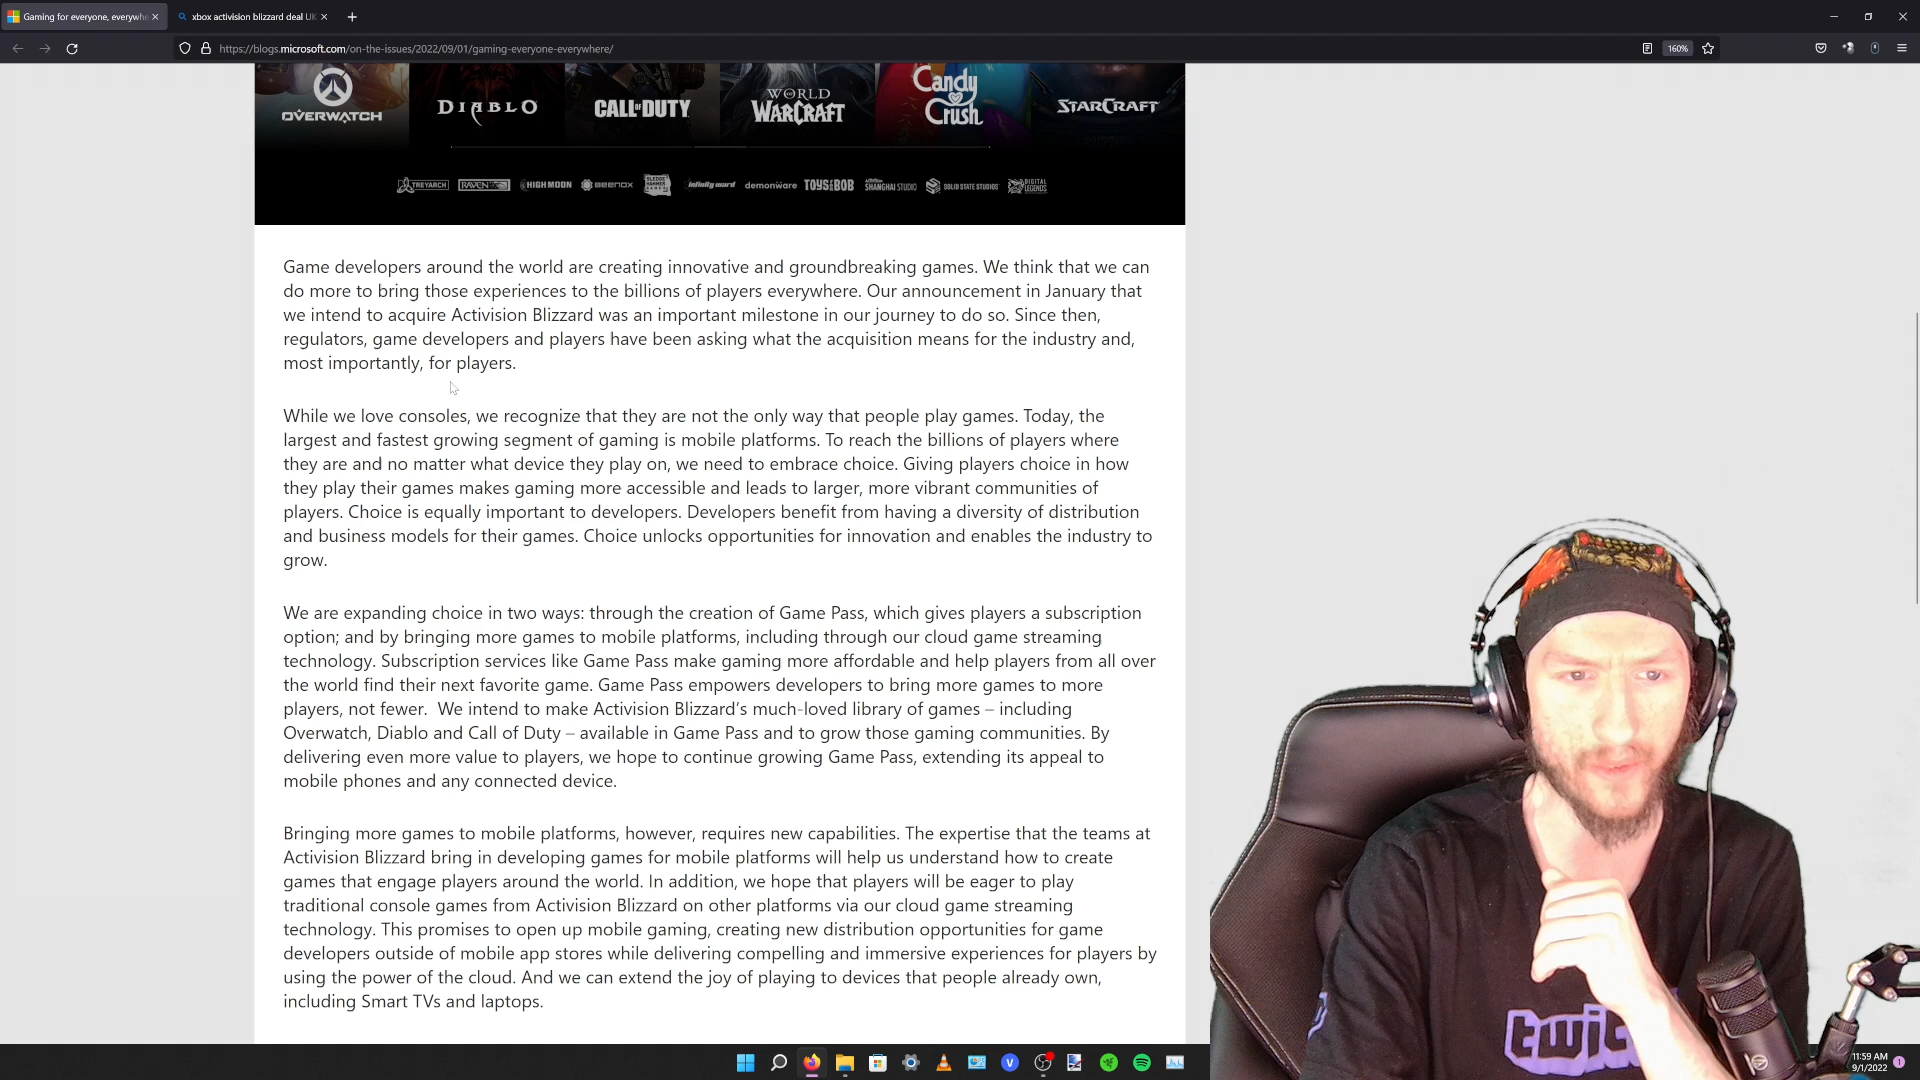 Gaming for everyone, everywhe
xbox activision blizzard deal UK
https://blogs.microsoft.com/on-the-issues/2022/09/01/gaming-everyone-everywhere/
160%
OVERWATCH
DIABLO
CALL OF DUTY
WORLD OF WARCRAFT
Candy Crush
STARCRAFT
TREYARCH
RAVEN
HIGH MOON
BEENOX
SLEDGEHAMMER GAMES
infinity ward
demonware
TOYS FOR BOB
SHANGHAI STUDIO
SOLID STATE STUDIOS
DIGITAL LEGENDS
Game developers around the world are creating innovative and groundbreaking games. We think that we can
do more to bring those experiences to the billions of players everywhere. Our announcement in January that
we intend to acquire Activision Blizzard was an important milestone in our journey to do so. Since then,
regulators, game developers and players have been asking what the acquisition means for the industry and,
most importantly, for players.
While we love consoles, we recognize that they are not the only way that people play games. Today, the
largest and fastest growing segment of gaming is mobile platforms. To reach the billions of players where
they are and no matter what device they play on, we need to embrace choice. Giving players choice in how
they play their games makes gaming more accessible and leads to larger, more vibrant communities of
players. Choice is equally important to developers. Developers benefit from having a diversity of distribution
and business models for their games. Choice unlocks opportunities for innovation and enables the industry to
grow.
We are expanding choice in two ways: through the creation of Game Pass, which gives players a subscription
option; and by bringing more games to mobile platforms, including through our cloud game streaming
technology. Subscription services like Game Pass make gaming more affordable and help players from all over
the world find their next favorite game. Game Pass empowers developers to bring more games to more
players, not fewer.  We intend to make Activision Blizzard’s much-loved library of games – including
Overwatch, Diablo and Call of Duty – available in Game Pass and to grow those gaming communities. By
delivering even more value to players, we hope to continue growing Game Pass, extending its appeal to
mobile phones and any connected device.
Bringing more games to mobile platforms, however, requires new capabilities. The expertise that the teams at
Activision Blizzard bring in developing games for mobile platforms will help us understand how to create
games that engage players around the world. In addition, we hope that players will be eager to play
traditional console games from Activision Blizzard on other platforms via our cloud game streaming
technology. This promises to open up mobile gaming, creating new distribution opportunities for game
developers outside of mobile app stores while delivering compelling and immersive experiences for players by
using the power of the cloud. And we can extend the joy of playing to devices that people already own,
including Smart TVs and laptops.
11:59 AM
9/1/2022
1